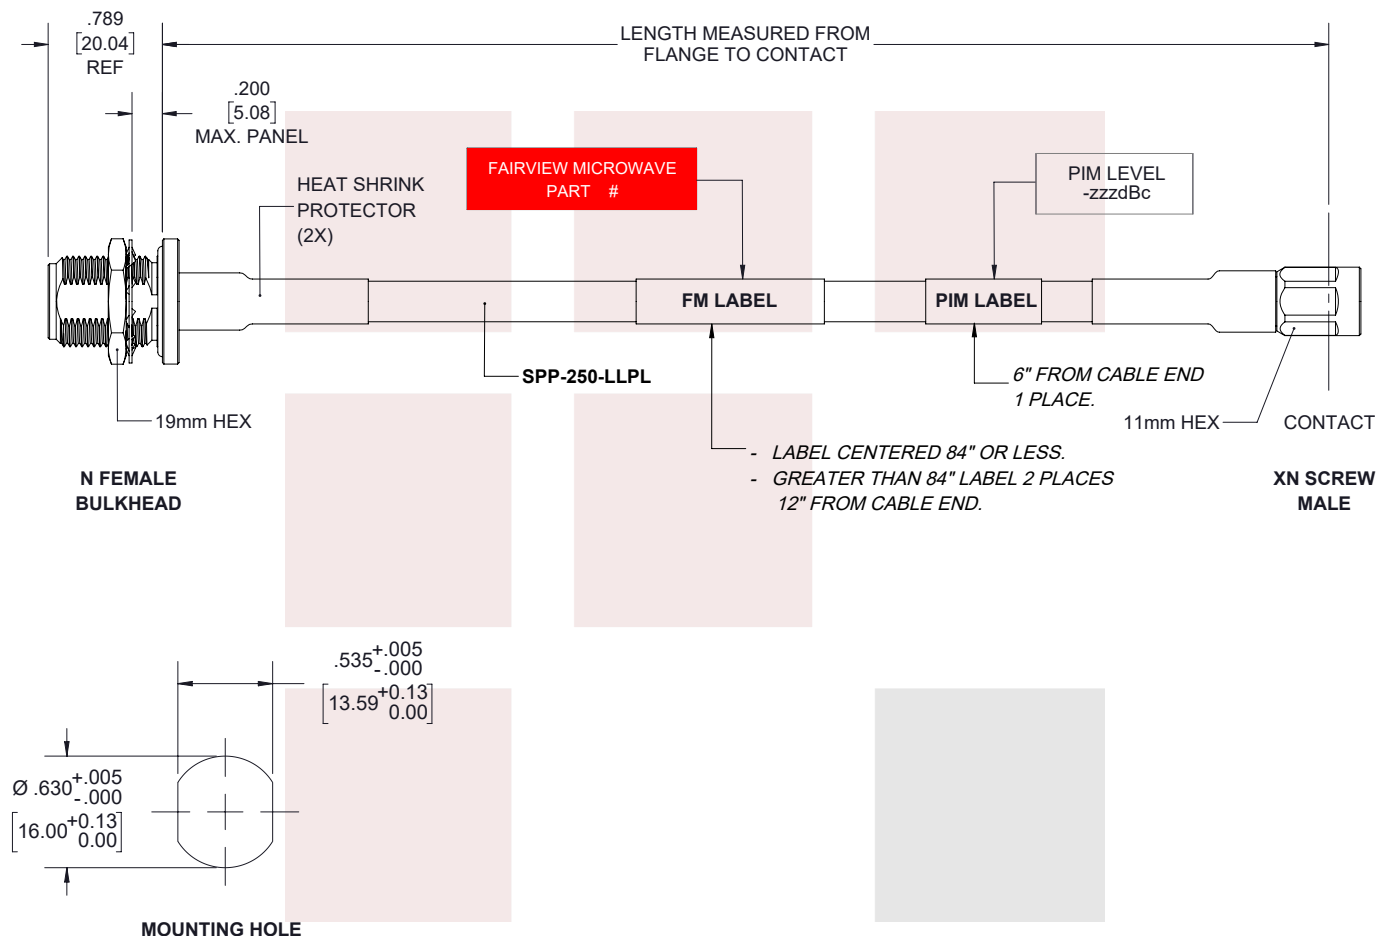 .789
[20.04]
REF
LENGTH MEASURED FROM
FLANGE TO CONTACT
.200
[5.08]
MAX. PANEL
HEAT SHRINK
PROTECTOR
(2X)
FAIRVIEW MICROWAVE
PART #
PIM LEVEL
-zzzdBc
FM LABEL
PIM LABEL
SPP-250-LLPL
6" FROM CABLE END
1 PLACE.
19mm HEX
11mm HEX
CONTACT
- LABEL CENTERED 84" OR LESS.
- GREATER THAN 84" LABEL 2 PLACES
12" FROM CABLE END.
N FEMALE
BULKHEAD
XN SCREW
MALE
.535 +.005
-.000
[13.59 +0.13
0.00]
Ø .630 +.005
-.000
[16.00 +0.13
0.00]
MOUNTING HOLE